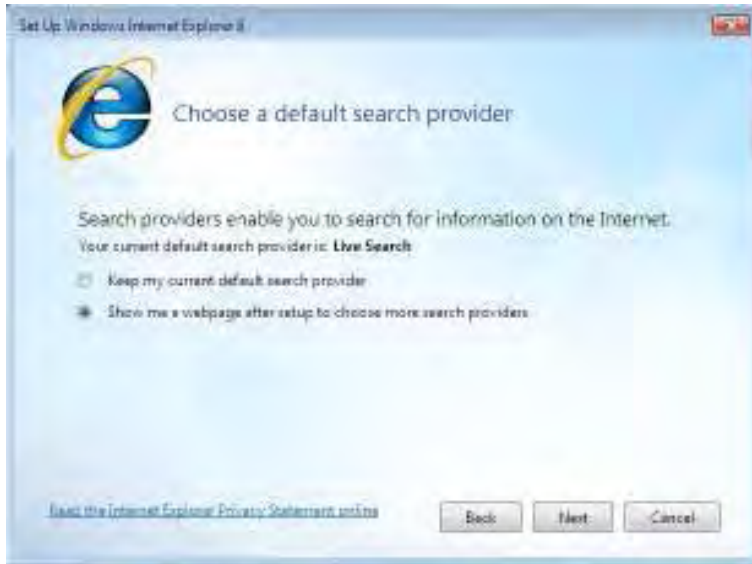 Set Up Windows Internet Explorer 8
Choose a default search provider
Search providers enable you to search for information on the Internet.
Your current default search provider is: Live Search
Keep my current default search provider
Show me a webpage after setup to choose more search providers
Read the Internet Explorer Privacy Statement online
Back
Next
Cancel